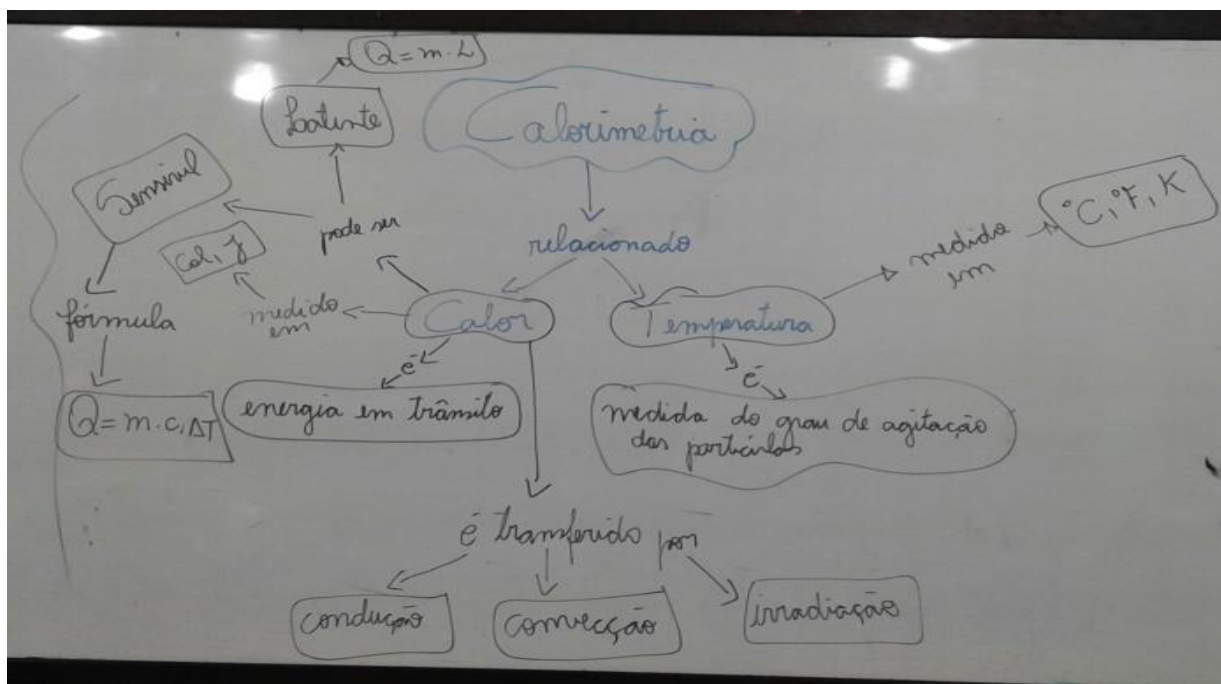 Q = m . L
Latente
Calorimetria
Sensível
pode ser
cal, J
relacionado
°C, °F, K
medido
em
fórmula
medido
em
Calor
Temperatura
é
é
Q = m . c . ΔT
energia em trânsito
medida do grau de agitação
das partículas
é transferido por
condução
convecção
irradiação